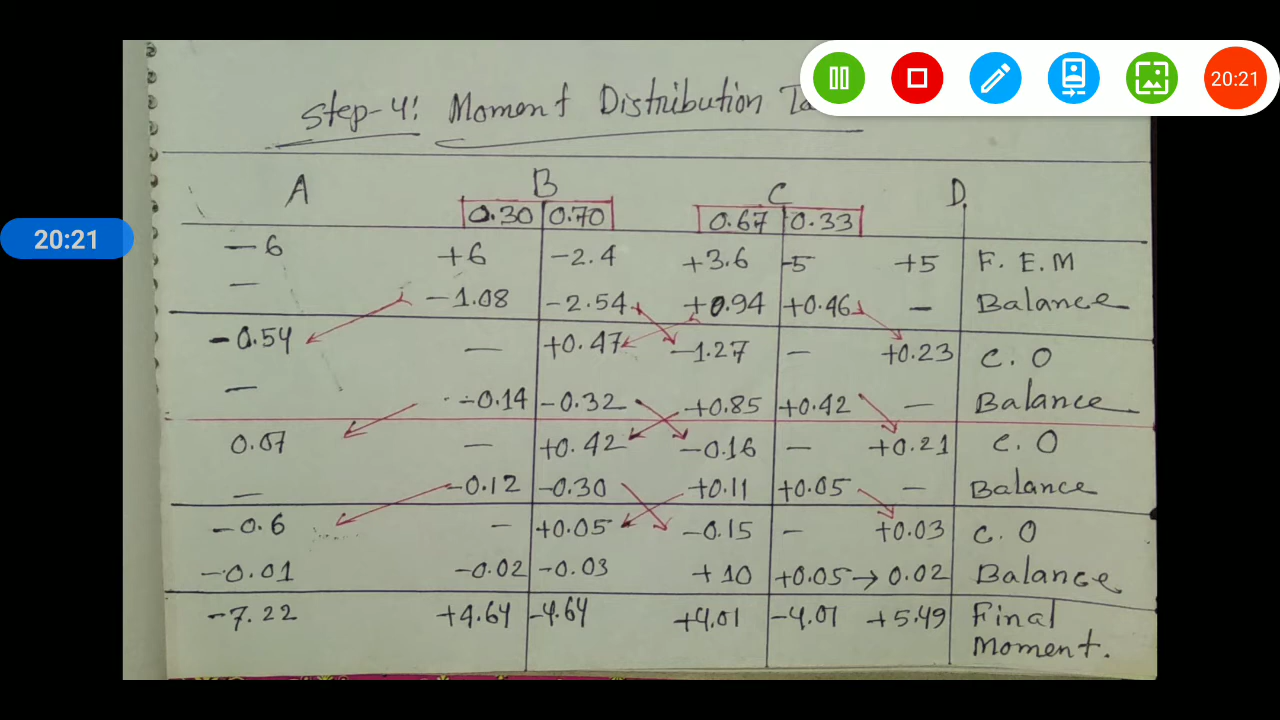 20:21
20:21
Step-4: Moment Distribution
A B C D
0.30 0.70 0.67 0.33
-6 +6 -2.4 +3.6 -5 +5 F. E. M
- -1.08 -2.54 +0.94 +0.46 - Balance
-0.54 - +0.47 -1.27 - +0.23 C. O
- -0.14 -0.32 +0.85 +0.42 - Balance
0.07 - +0.42 -0.16 - +0.21 C. O
- -0.12 -0.30 +0.11 +0.05 - Balance
-0.6 - +0.05 -0.15 - +0.03 C. O
-0.01 -0.02 -0.03 +10 +0.05 → 0.02 Balance
-7.22 +4.64 -4.64 +4.01 -4.01 +5.49 Final
Moment.